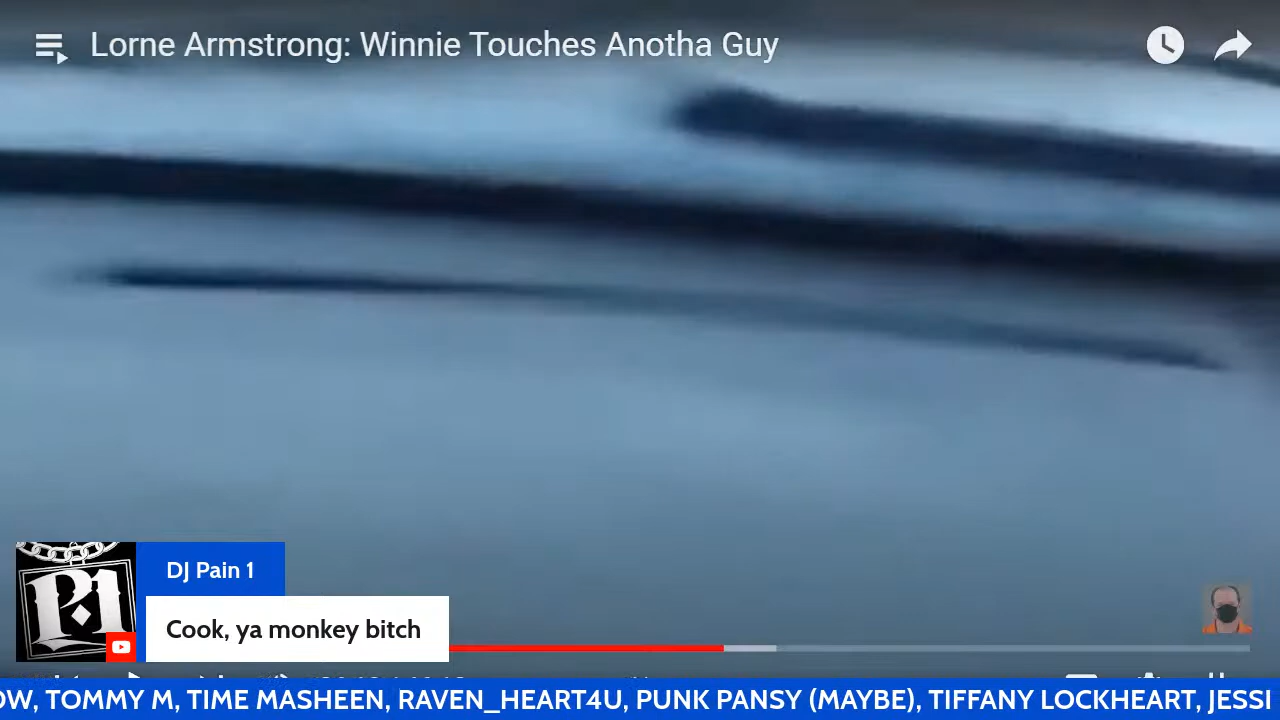 Lorne Armstrong: Winnie Touches Anotha Guy
P.1
DJ Pain 1
Cook, ya monkey bitch
OW, TOMMY M, TIME MASHEEN, RAVEN_HEART4U, PUNK PANSY (MAYBE), TIFFANY LOCKHEART, JESSI